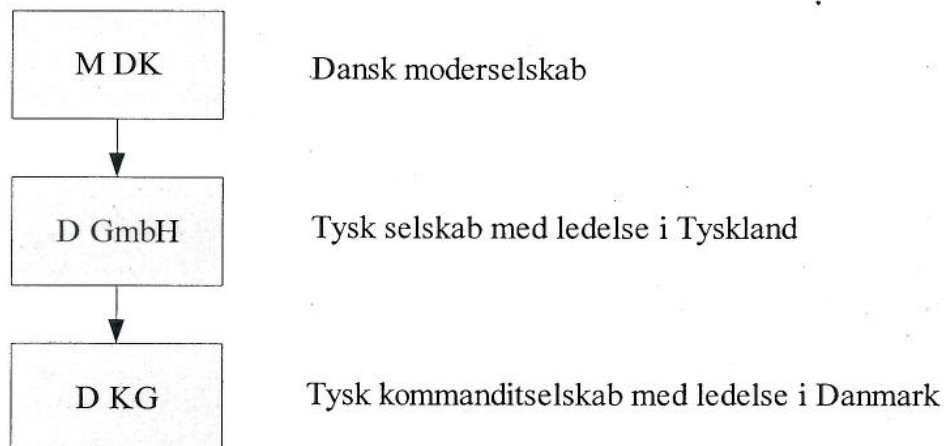 M DK
Dansk moderselskab
D GmbH
Tysk selskab med ledelse i Tyskland
D KG
Tysk kommanditselskab med ledelse i Danmark